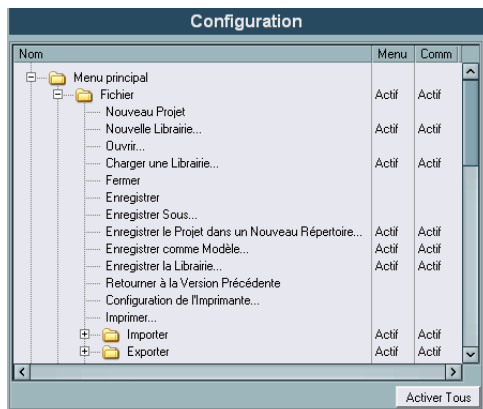 Configuration
Nom Menu Comm
Menu principal
Fichier Actif Actif
Nouveau Projet
Nouvelle Librairie... Actif Actif
Ouvrir...
Charger une Librairie... Actif Actif
Fermer
Enregistrer
Enregistrer Sous...
Enregistrer le Projet dans un Nouveau Répertoire... Actif Actif
Enregistrer comme Modèle... Actif Actif
Enregistrer la Librairie... Actif Actif
Retourner à la Version Précédente
Configuration de l'Imprimante...
Imprimer...
Importer Actif Actif
Exporter Actif Actif
Activer Tous